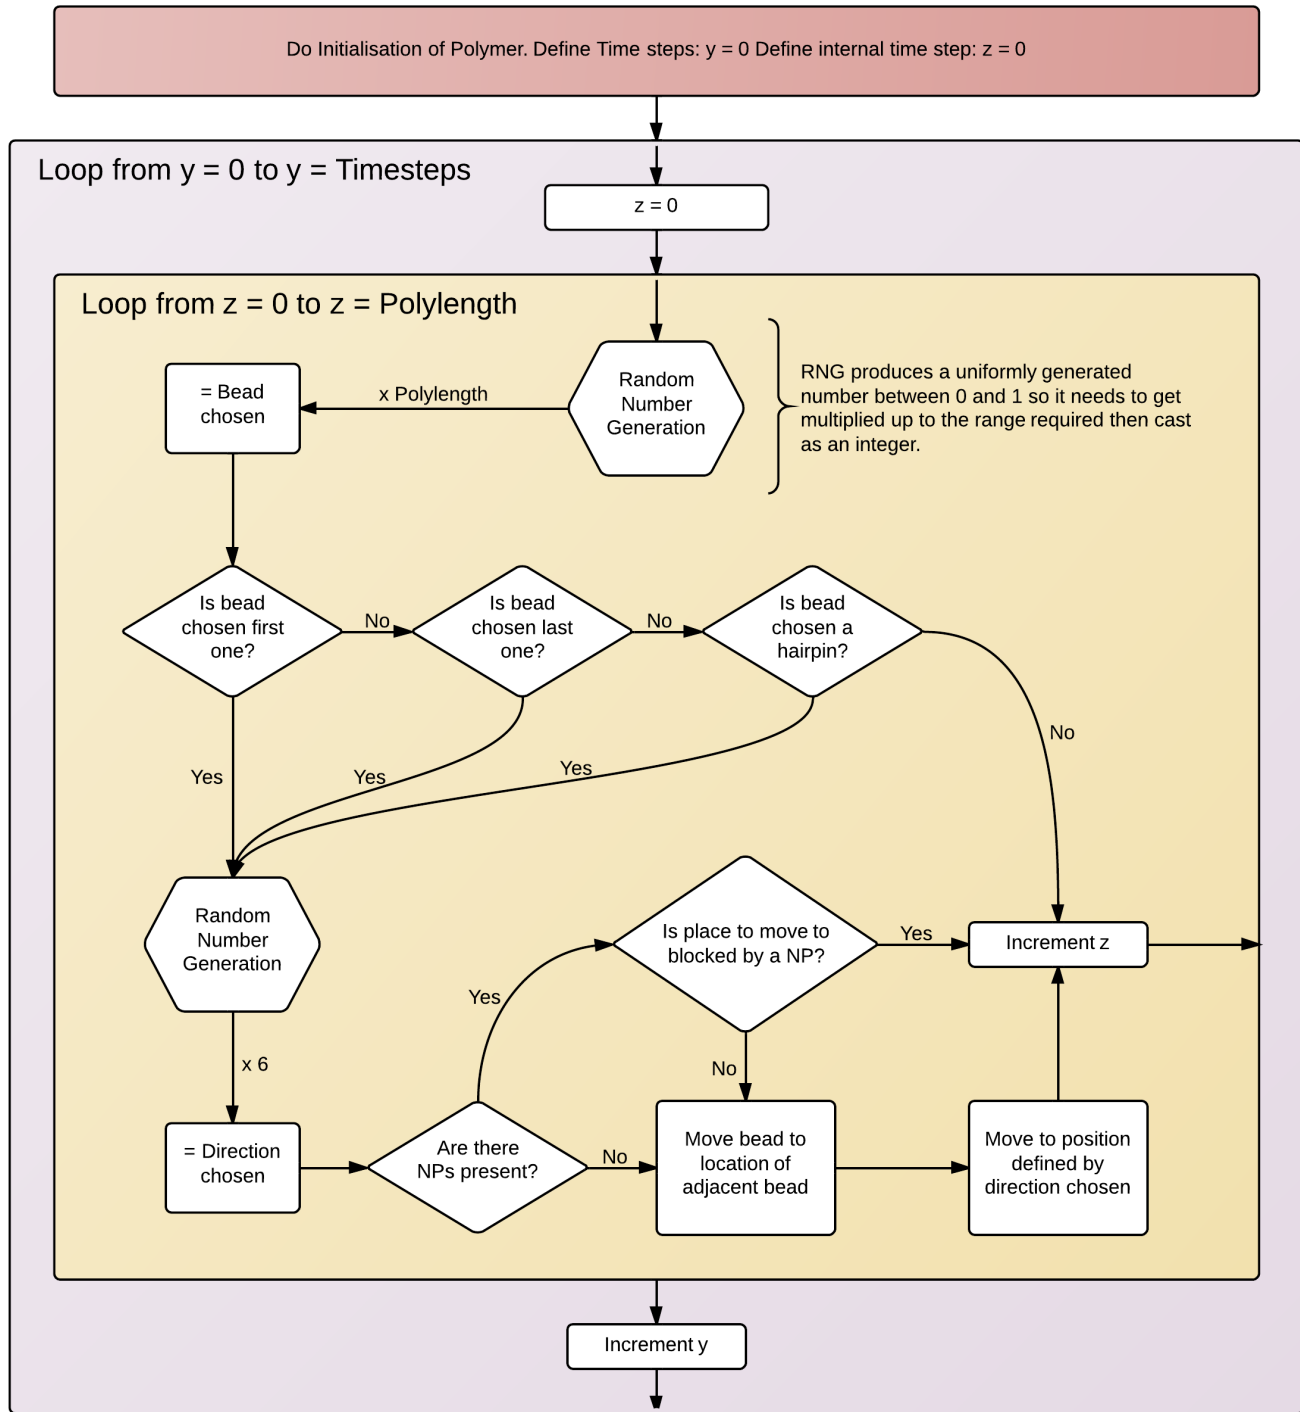 Do Initialisation of Polymer. Define Time steps: y = 0 Define internal time step: z = 0
Loop from y = 0 to y = Timesteps
z = 0
Loop from z = 0 to z = Polylength
Random
Number
Generation
RNG produces a uniformly generated
number between 0 and 1 so it needs to get
multiplied up to the range required then cast
as an integer.
x Polylength
= Bead
chosen
Is bead
chosen first
one?
No
Is bead
chosen last
one?
No
Is bead
chosen a
hairpin?
No
Yes
Yes
Yes
Random
Number
Generation
x 6
= Direction
chosen
Are there
NPs present?
Yes
Is place to move to
blocked by a NP?
Yes
Increment z
No
No
Move bead to
location of
adjacent bead
Move to position
defined by
direction chosen
Increment y